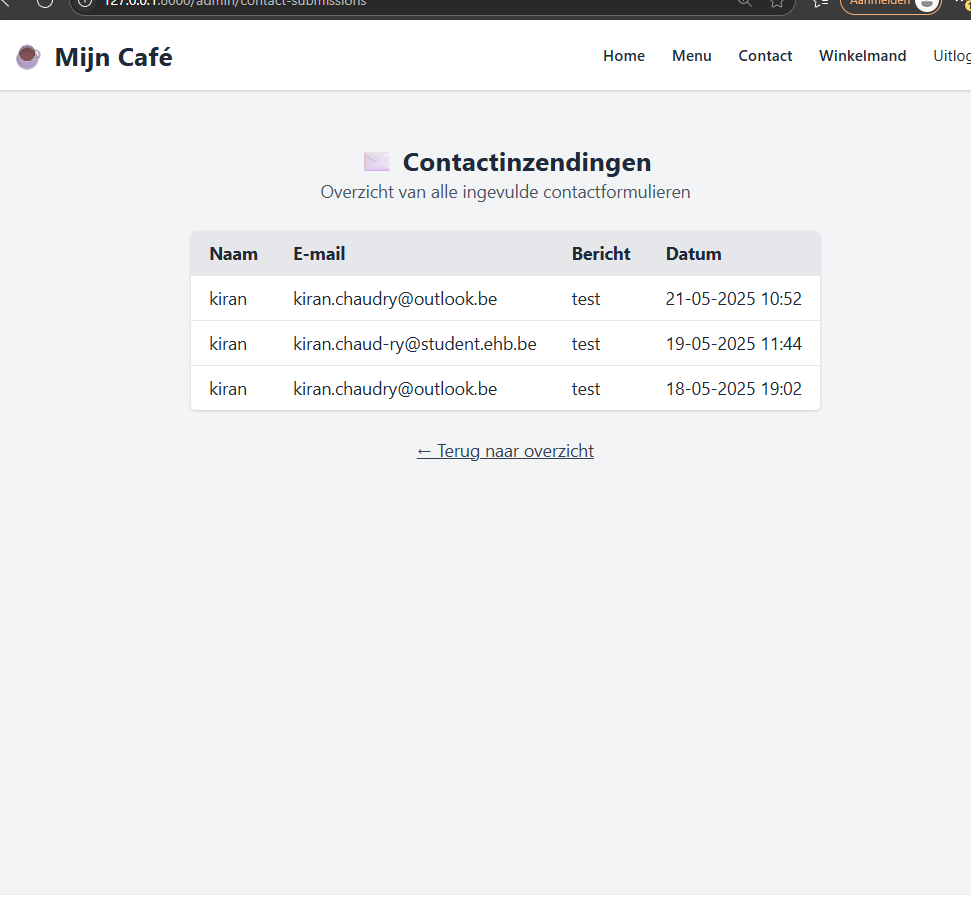 127.0.0.1:8000/admin/contact-submissions
Aanmelden
Mijn Café
Home Menu Contact Winkelmand
Contactinzendingen
Overzicht van alle ingevulde contactformulieren
Naam E-mail Bericht Datum
kiran kiran.chaudry@outlook.be test 21-05-2025 10:52
kiran kiran.chaud-ry@student.ehb.be test 19-05-2025 11:44
kiran kiran.chaudry@outlook.be test 18-05-2025 19:02
← Terug naar overzicht